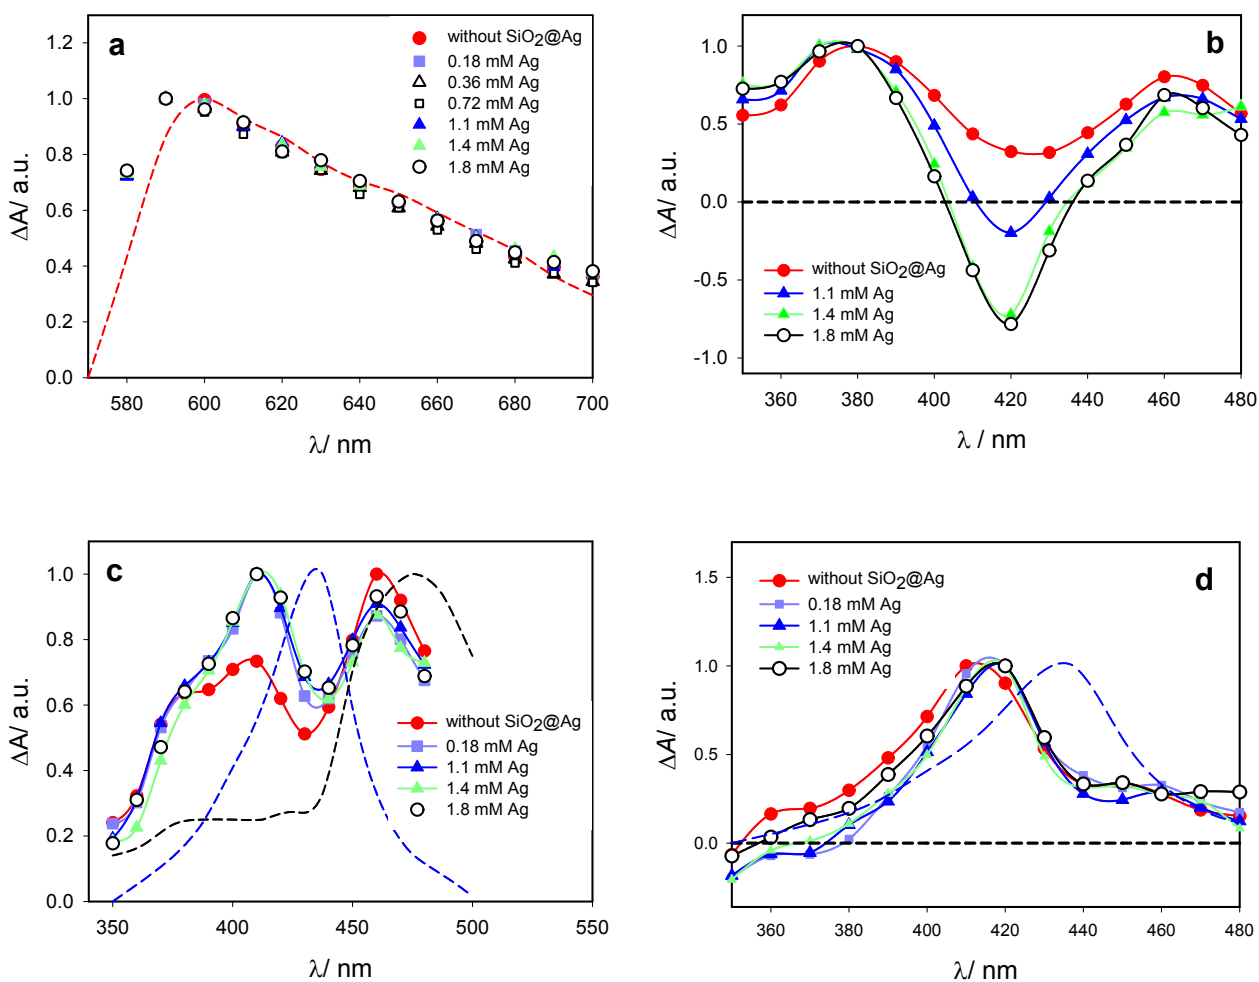 a
without SiO2@Ag
0.18 mM Ag
0.36 mM Ag
0.72 mM Ag
1.1 mM Ag
1.4 mM Ag
1.8 mM Ag
1.2
1.0
0.8
0.6
0.4
0.2
0.0
ΔA/ a.u.
580 600 620 640 660 680 700
λ/ nm
b
1.0
0.5
0.0
-0.5
-1.0
ΔA/ a.u.
without SiO2@Ag
1.1 mM Ag
1.4 mM Ag
1.8 mM Ag
360 380 400 420 440 460 480
λ / nm
c
1.0
0.8
0.6
0.4
0.2
0.0
ΔA/ a.u.
without SiO2@Ag
0.18 mM Ag
1.1 mM Ag
1.4 mM Ag
1.8 mM Ag
350 400 450 500 550
λ/ nm
d
without SiO2@Ag
0.18 mM Ag
1.1 mM Ag
1.4 mM Ag
1.8 mM Ag
1.5
1.0
0.5
0.0
ΔA/ a.u.
360 380 400 420 440 460 480
λ/ nm